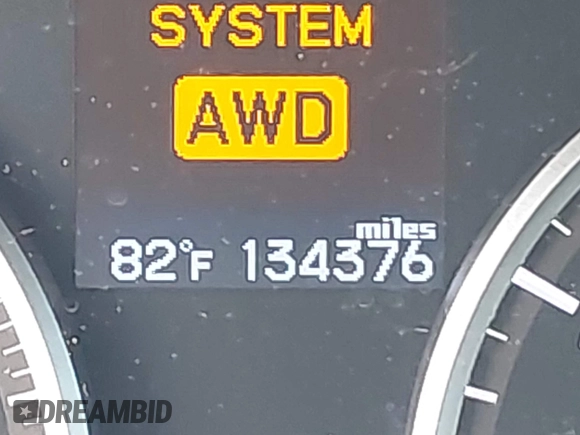 SYSTEM
AWD
miles
82°F 134376
DREAMBID